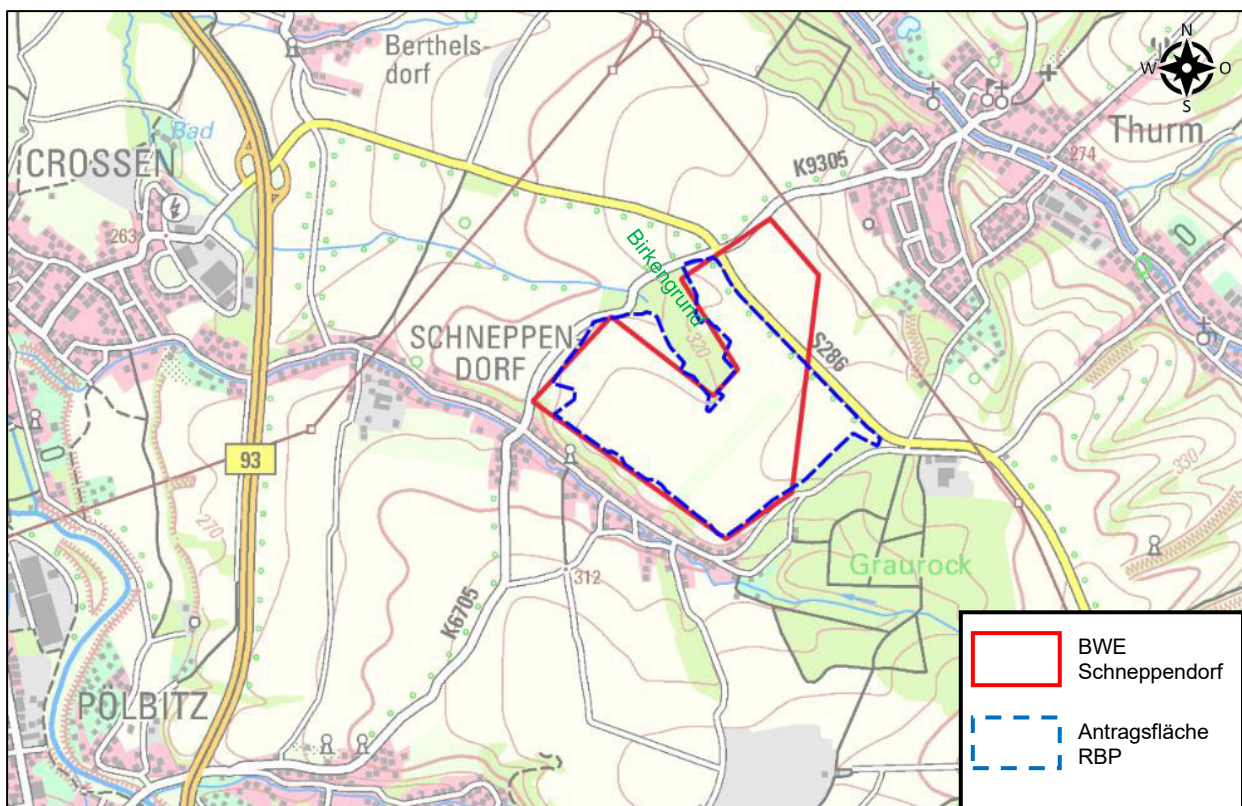 Berthels-
dorf
N
W
O
S
Bad
CROSSEN
Thurm
274
K9305
263
Birkengrund
SCHNEPPEN
DORF
320
S286
93
330
270
Graurock
312
K6705
PÖLBITZ
BWE
Schneppendorf
Antragsfläche
RBP